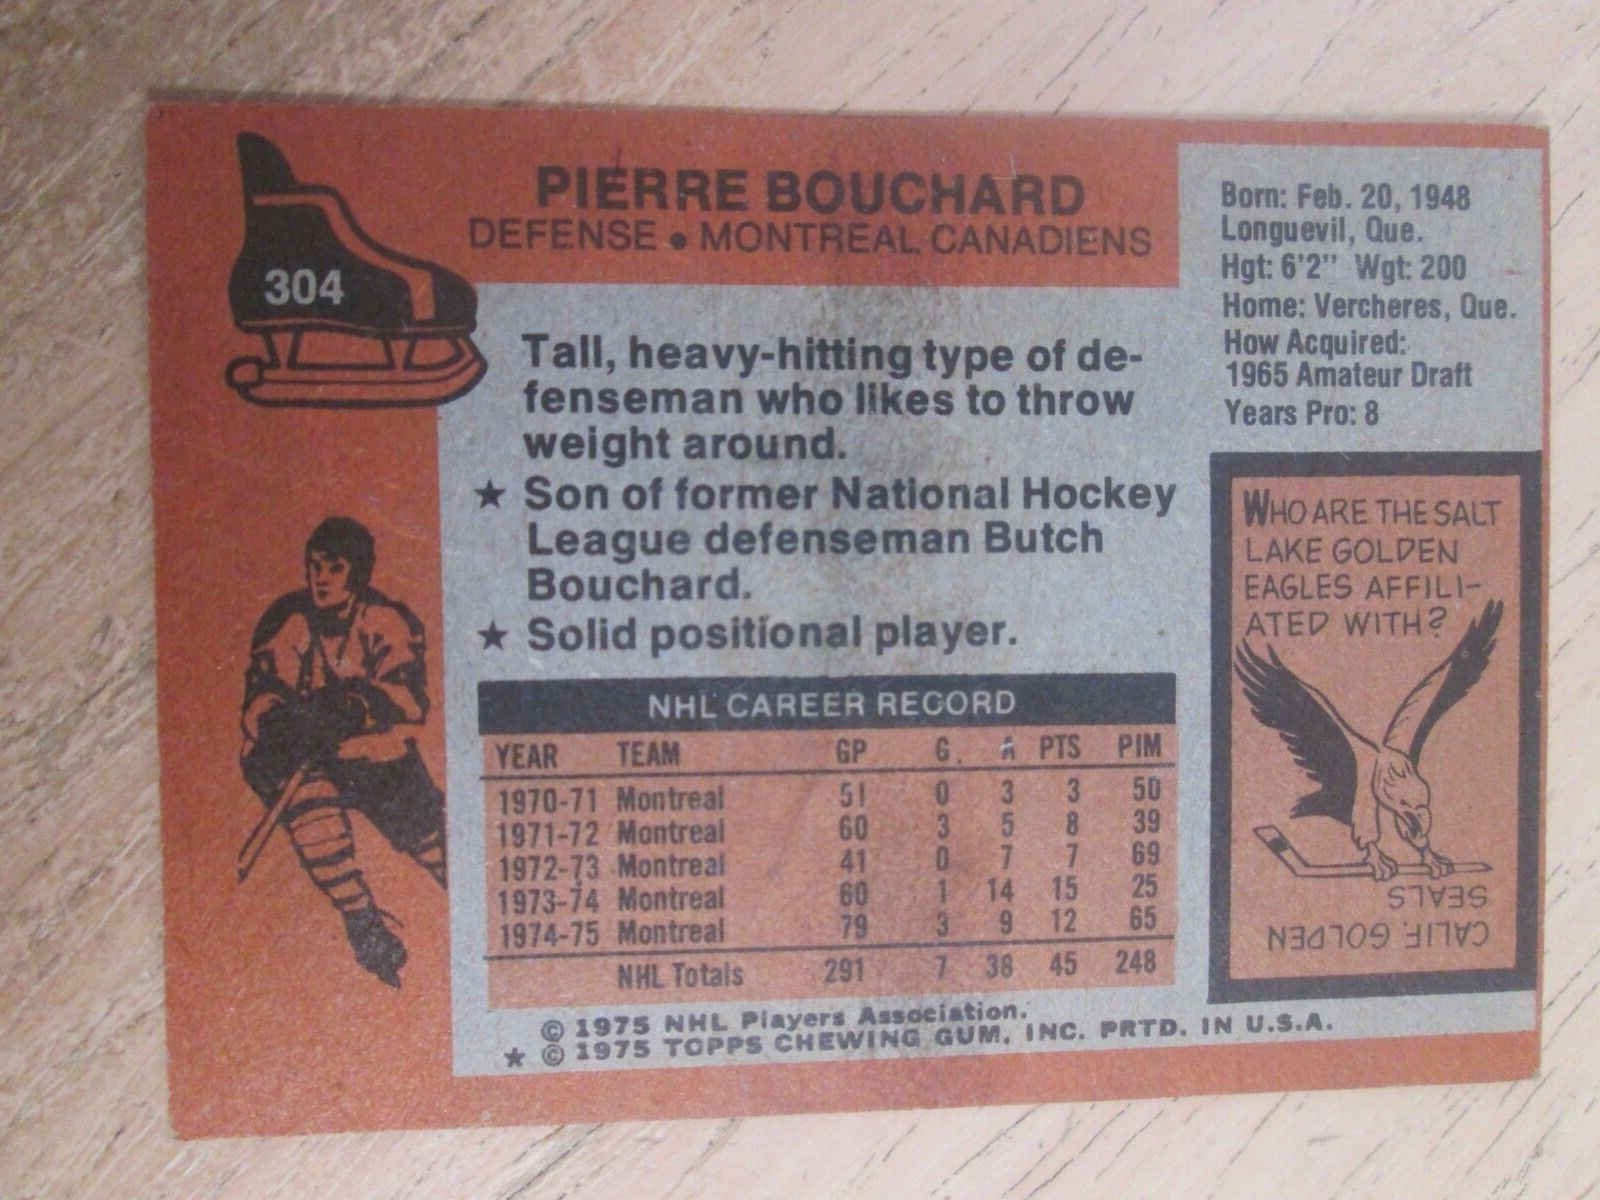 304
PIERRE BOUCHARD
DEFENSE • MONTREAL CANADIENS
Born: Feb. 20, 1948
Longuevil, Que.
Hgt: 6'2" Wgt: 200
Home: Vercheres, Que.
How Acquired:
1965 Amateur Draft
Years Pro: 8
Tall, heavy-hitting type of de-
fenseman who likes to throw
weight around.
★ Son of former National Hockey
League defenseman Butch
Bouchard.
★ Solid positional player.
NHL CAREER RECORD
YEAR TEAM GP G. A PTS PIM
1970-71 Montreal 51 0 3 3 50
1971-72 Montreal 60 3 5 8 39
1972-73 Montreal 41 0 7 7 69
1973-74 Montreal 60 1 14 15 25
1974-75 Montreal 79 3 9 12 65
NHL Totals 291 7 38 45 248
© 1975 NHL Players Association.
★ © 1975 TOPPS CHEWING GUM, INC. PRTD. IN U.S.A.
WHO ARE THE SALT
LAKE GOLDEN
EAGLES AFFILI-
ATED WITH?
CALIF. GOLDEN
SEALS